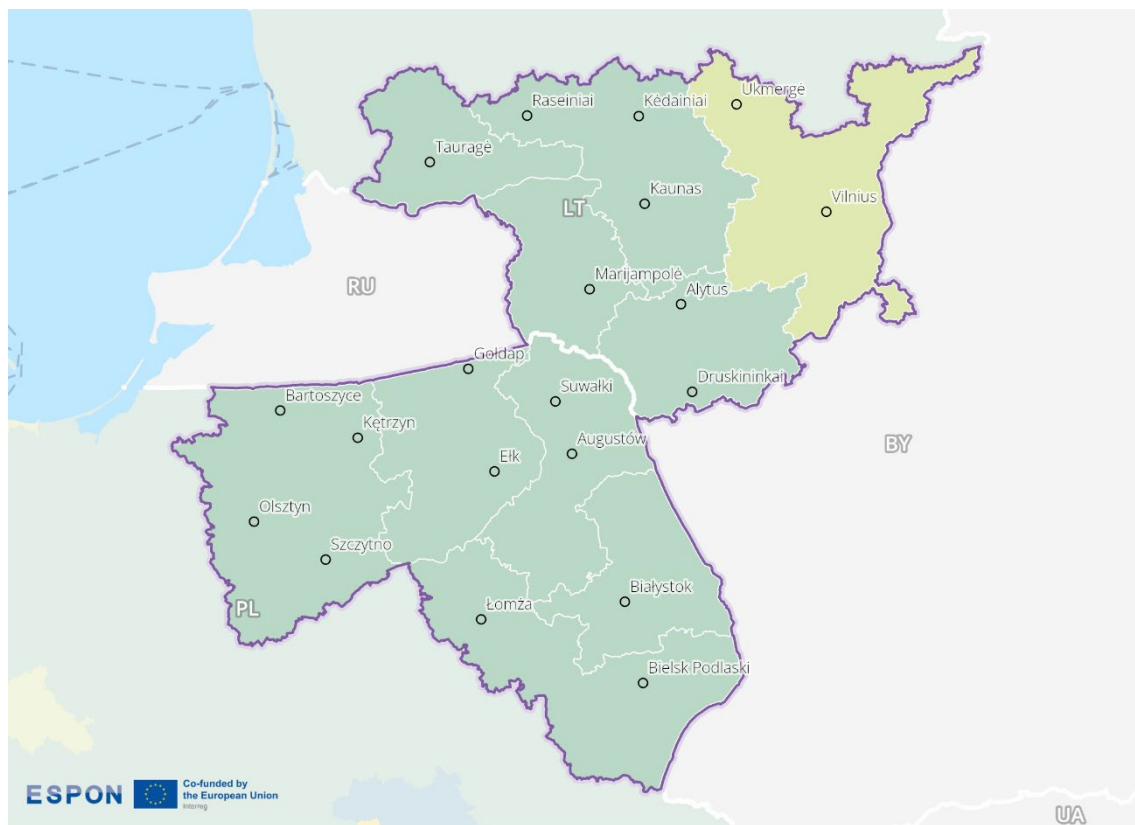 Ukmergė
Raseiniai
Kėdainiai
Tauragė
Kaunas
Vilnius
LT
Marijampolė
RU
Alytus
Gołdap
Druskininkai
Suwałki
Bartoszyce
Kętrzyn
Augustów
BY
Ełk
Olsztyn
Szczytno
Białystok
PL
Łomża
Bielsk Podlaski
ESPON
Co-funded by
the European Union
Interreg
UA